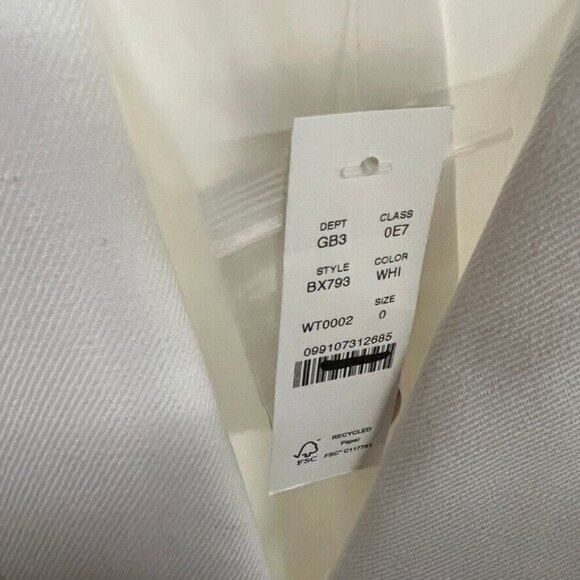 DEPT CLASS
GB3 0E7
STYLE COLOR
BX793 WHI
SIZE
WT0002 0
099107312685
RECYCLED
Paper
FSC